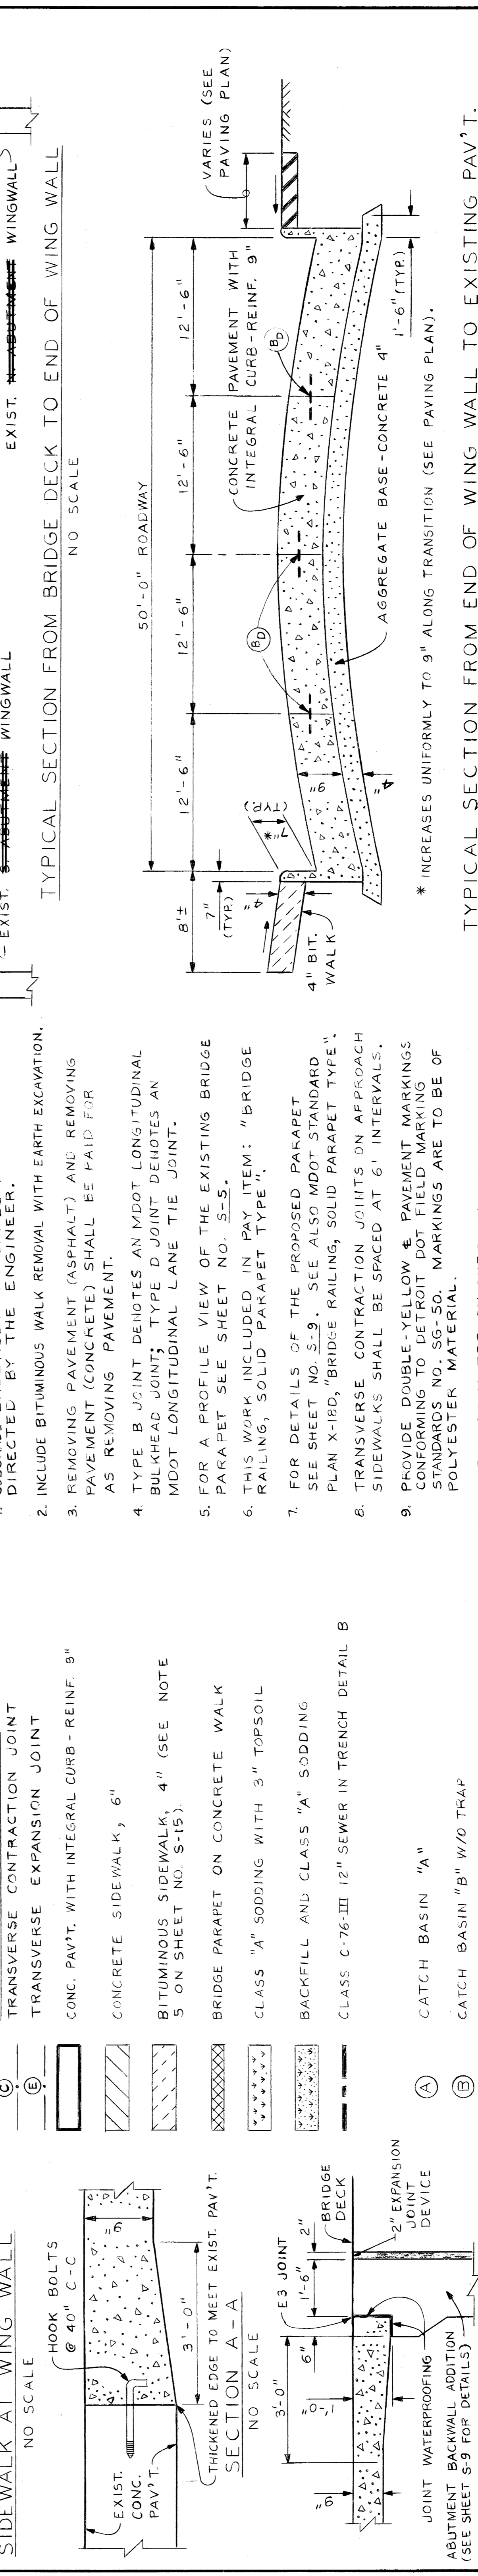 SIDEWALK AT WING WALL
NO SCALE
HOOK BOLTS
@ 40" C-C
EXIST.
CONC.
PAV'T.
9"
3'-0"
THICKENED EDGE TO MEET EXIST. PAV'T.
SECTION A-A
NO SCALE
E3 JOINT
BRIDGE
DECK
3'-0"
6"
1'-6"
2"
9"
1'-0"
2" EXPANSION
JOINT
DEVICE
JOINT WATERPROOFING
ABUTMENT BACKWALL ADDITION
(SEE SHEET S-9 FOR DETAILS)
C
TRANSVERSE CONTRACTION JOINT
E
TRANSVERSE EXPANSION JOINT
CONC. PAV'T. WITH INTEGRAL CURB-REINF. 9"
CONCRETE SIDEWALK, 6"
BITUMINOUS SIDEWALK, 4" (SEE NOTE
5 ON SHEET NO. S-15).
BRIDGE PARAPET ON CONCRETE WALK
CLASS "A" SODDING WITH 3" TOPSOIL
BACKFILL AND CLASS "A" SODDING
CLASS C-76-III 12" SEWER IN TRENCH DETAIL B
A CATCH BASIN "A"
B CATCH BASIN "B" W/O TRAP
DIRECTED BY THE ENGINEER.
2. INCLUDE BITUMINOUS WALK REMOVAL WITH EARTH EXCAVATION.
3. REMOVING PAVEMENT (ASPHALT) AND REMOVING
PAVEMENT (CONCRETE) SHALL BE PAID FOR
AS REMOVING PAVEMENT.
4. TYPE B JOINT DENOTES AN MDOT LONGITUDINAL
BULKHEAD JOINT; TYPE D JOINT DENOTES AN
MDOT LONGITUDINAL LANE TIE JOINT.
5. FOR A PROFILE VIEW OF THE EXISTING BRIDGE
PARAPET SEE SHEET NO. S-5.
6. THIS WORK INCLUDED IN PAY ITEM: "BRIDGE
RAILING, SOLID PARAPET TYPE".
7. FOR DETAILS OF THE PROPOSED PARAPET
SEE SHEET NO. S-9. SEE ALSO MDOT STANDARD
PLAN X-18D, "BRIDGE RAILING, SOLID PARAPET TYPE".
8. TRANSVERSE CONTRACTION JOINTS ON APPROACH
SIDEWALKS SHALL BE SPACED AT 6' INTERVALS.
9. PROVIDE DOUBLE-YELLOW ℄ PAVEMENT MARKINGS
CONFORMING TO DETROIT DOT FIELD MARKING
STANDARDS NO. SG-50. MARKINGS ARE TO BE OF
POLYESTER MATERIAL.
EXIST. S. ABUTMENT WINGWALL
EXIST. N. ABUTMENT WINGWALL
TYPICAL SECTION FROM BRIDGE DECK TO END OF WING WALL
NO SCALE
50'-0" ROADWAY
8'±
12'-6"
12'-6"
12'-6"
12'-6"
VARIES (SEE
PAVING PLAN)
7"
(TYP.)
4"
7"*
(TYP.)
4" BIT.
WALK
BD
CONCRETE PAVEMENT WITH
INTEGRAL CURB-REINF. 9"
BD
9"
4"
AGGREGATE BASE-CONCRETE 4"
1'-6" (TYP.)
* INCREASES UNIFORMLY TO 9" ALONG TRANSITION (SEE PAVING PLAN).
TYPICAL SECTION FROM END OF WING WALL TO EXISTING PAV'T.